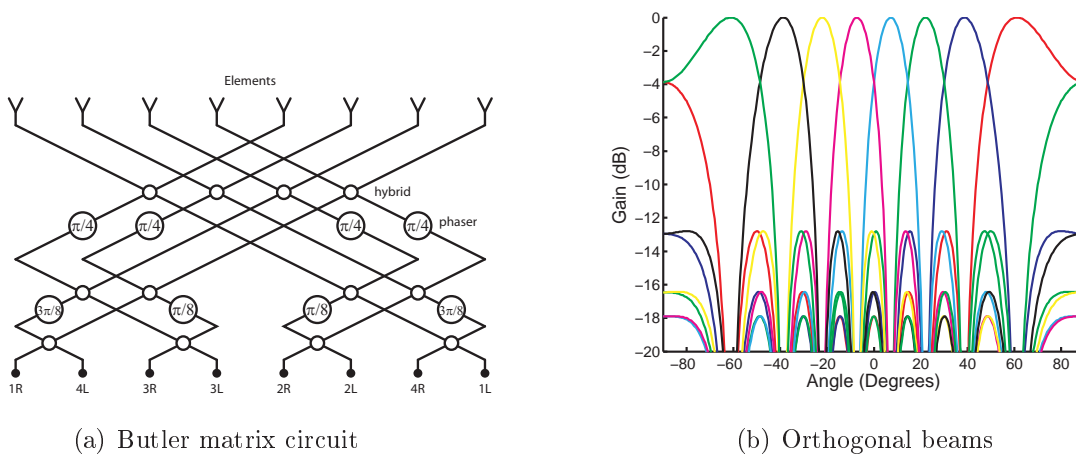 Elements
hybrid
phaser
π/4 π/4 π/4 π/4
3π/8 π/8 π/8 3π/8
1R 4L 3R 3L 2R 2L 4R 1L
(a) Butler matrix circuit
Gain (dB)
0
−2
−4
−6
−8
−10
−12
−14
−16
−18
−20
−80 −60 −40 −20 0 20 40 60 80
Angle (Degrees)
(b) Orthogonal beams